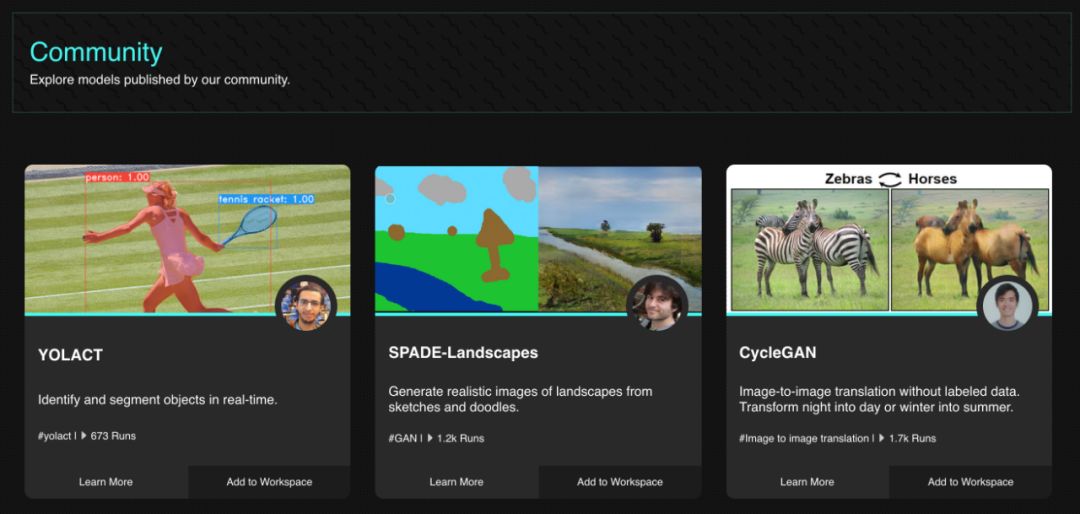 Community
Explore models published by our community.
person: 1.00
tennis racket: 1.00
Zebras Horses
YOLACT
Identify and segment objects in real-time.
#yolact | 673 Runs
Learn More
Add to Workspace
SPADE-Landscapes
Generate realistic images of landscapes from
sketches and doodles.
#GAN | 1.2k Runs
Learn More
Add to Workspace
CycleGAN
Image-to-image translation without labeled data.
Transform night into day or winter into summer.
#Image to image translation | 1.7k Runs
Learn More
Add to Workspace